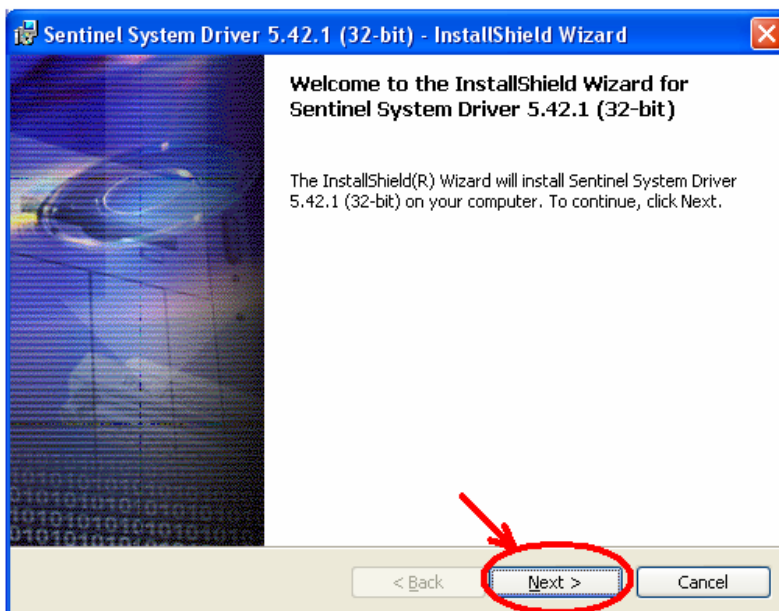 Sentinel System Driver 5.42.1 (32-bit) - InstallShield Wizard
Welcome to the InstallShield Wizard for
Sentinel System Driver 5.42.1 (32-bit)
The InstallShield(R) Wizard will install Sentinel System Driver
5.42.1 (32-bit) on your computer. To continue, click Next.
< Back
Next >
Cancel